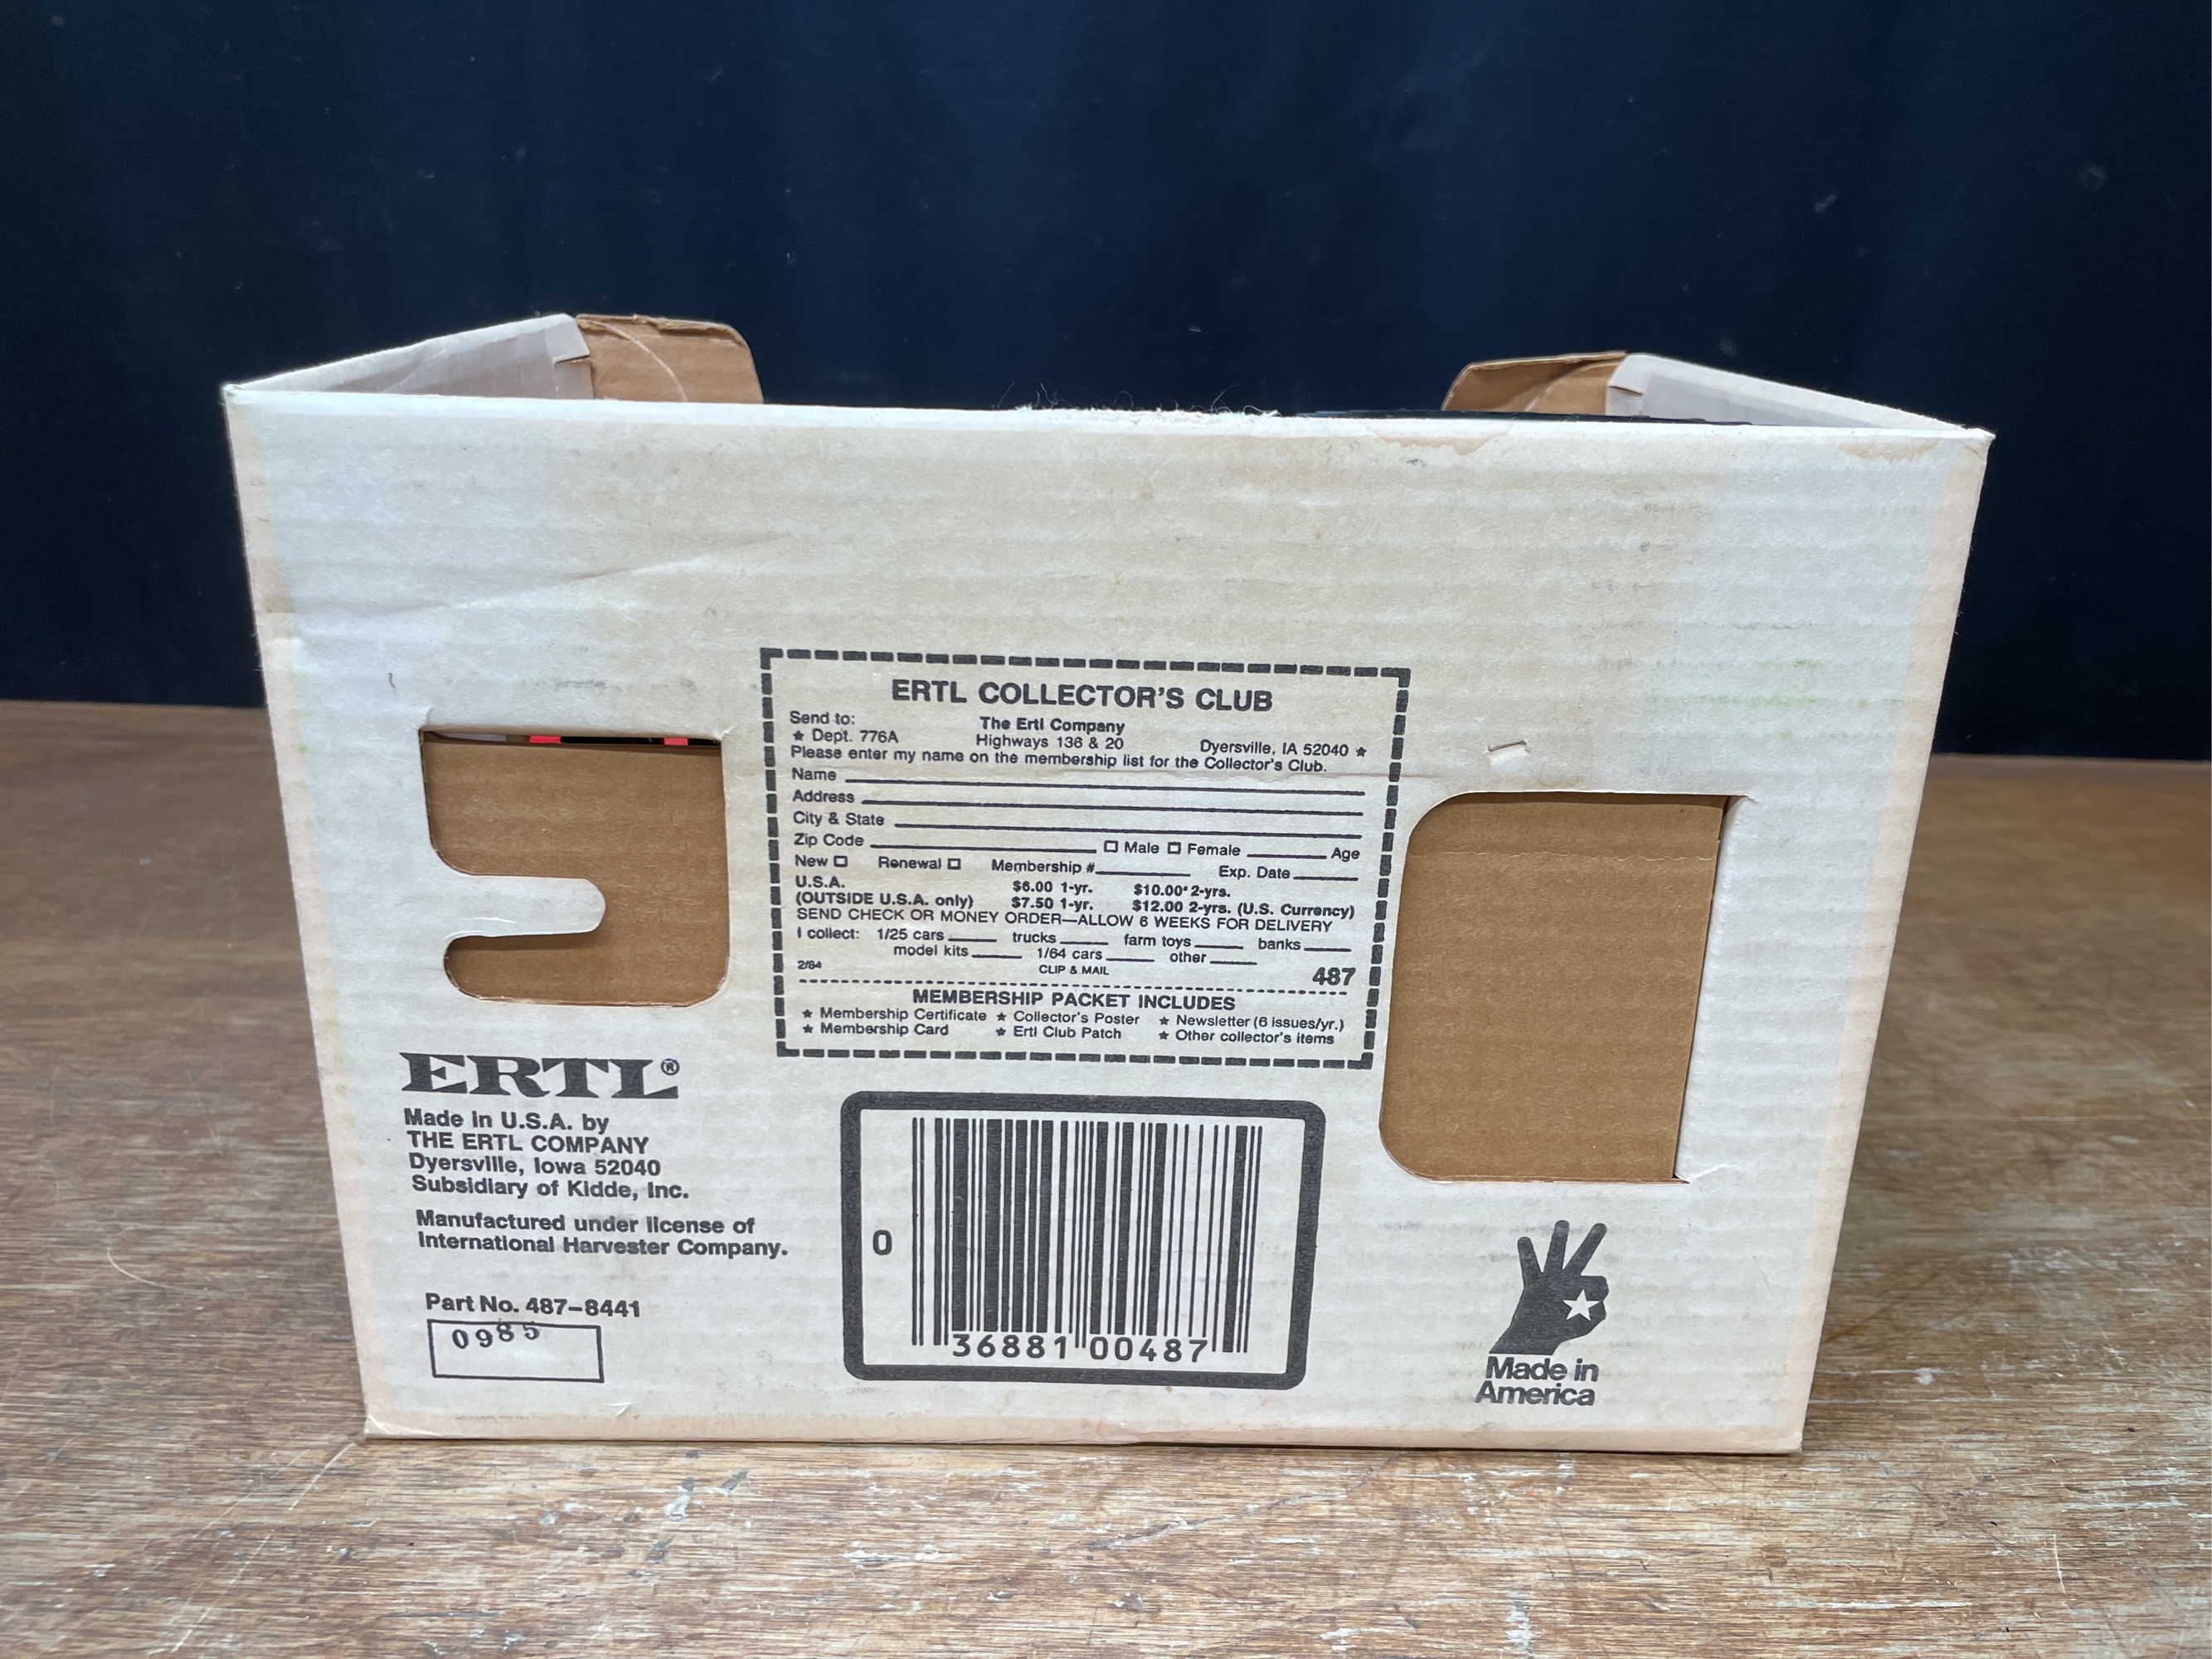 ERTL COLLECTOR'S CLUB
Send to: The Ertl Company
★ Dept. 776A Highways 136 & 20 Dyersville, IA 52040 ★
Please enter my name on the membership list for the Collector's Club.
Name
Address
City & State
Zip Code □ Male □ Female Age
New □ Renewal □ Membership # Exp. Date
U.S.A. $6.00 1-yr. $10.00 2-yrs.
(OUTSIDE U.S.A. only) $7.50 1-yr. $12.00 2-yrs. (U.S. Currency)
SEND CHECK OR MONEY ORDER—ALLOW 6 WEEKS FOR DELIVERY
I collect: 1/25 cars trucks farm toys banks
model kits 1/64 cars other
2/84 CLIP & MAIL 487
MEMBERSHIP PACKET INCLUDES
★ Membership Certificate ★ Collector's Poster ★ Newsletter (6 issues/yr.)
★ Membership Card ★ Ertl Club Patch ★ Other collector's items
ERTL®
Made in U.S.A. by
THE ERTL COMPANY
Dyersville, Iowa 52040
Subsidiary of Kidde, Inc.
Manufactured under license of
International Harvester Company.
Part No. 487-8441
0985
0 36881 00487
Made in
America